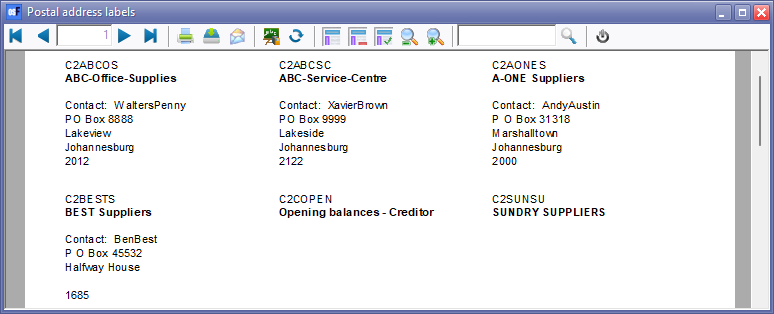 Postal address labels
1
C2ABCOS
ABC-Office-Supplies
Contact: WaltersPenny
P O Box 8888
Lakeview
Johannesburg
2012
C2ABCSC
ABC-Service-Centre
Contact: XavierBrown
P O Box 9999
Lakeside
Johannesburg
2122
C2AONES
A-ONE Suppliers
Contact: AndyAustin
P O Box 31318
Marshalltown
Johannesburg
2000
C2BESTS
BEST Suppliers
Contact: BenBest
P O Box 45532
Halfway House
1685
C2COPEN
Opening balances - Creditor
C2SUNSU
SUNDRY SUPPLIERS